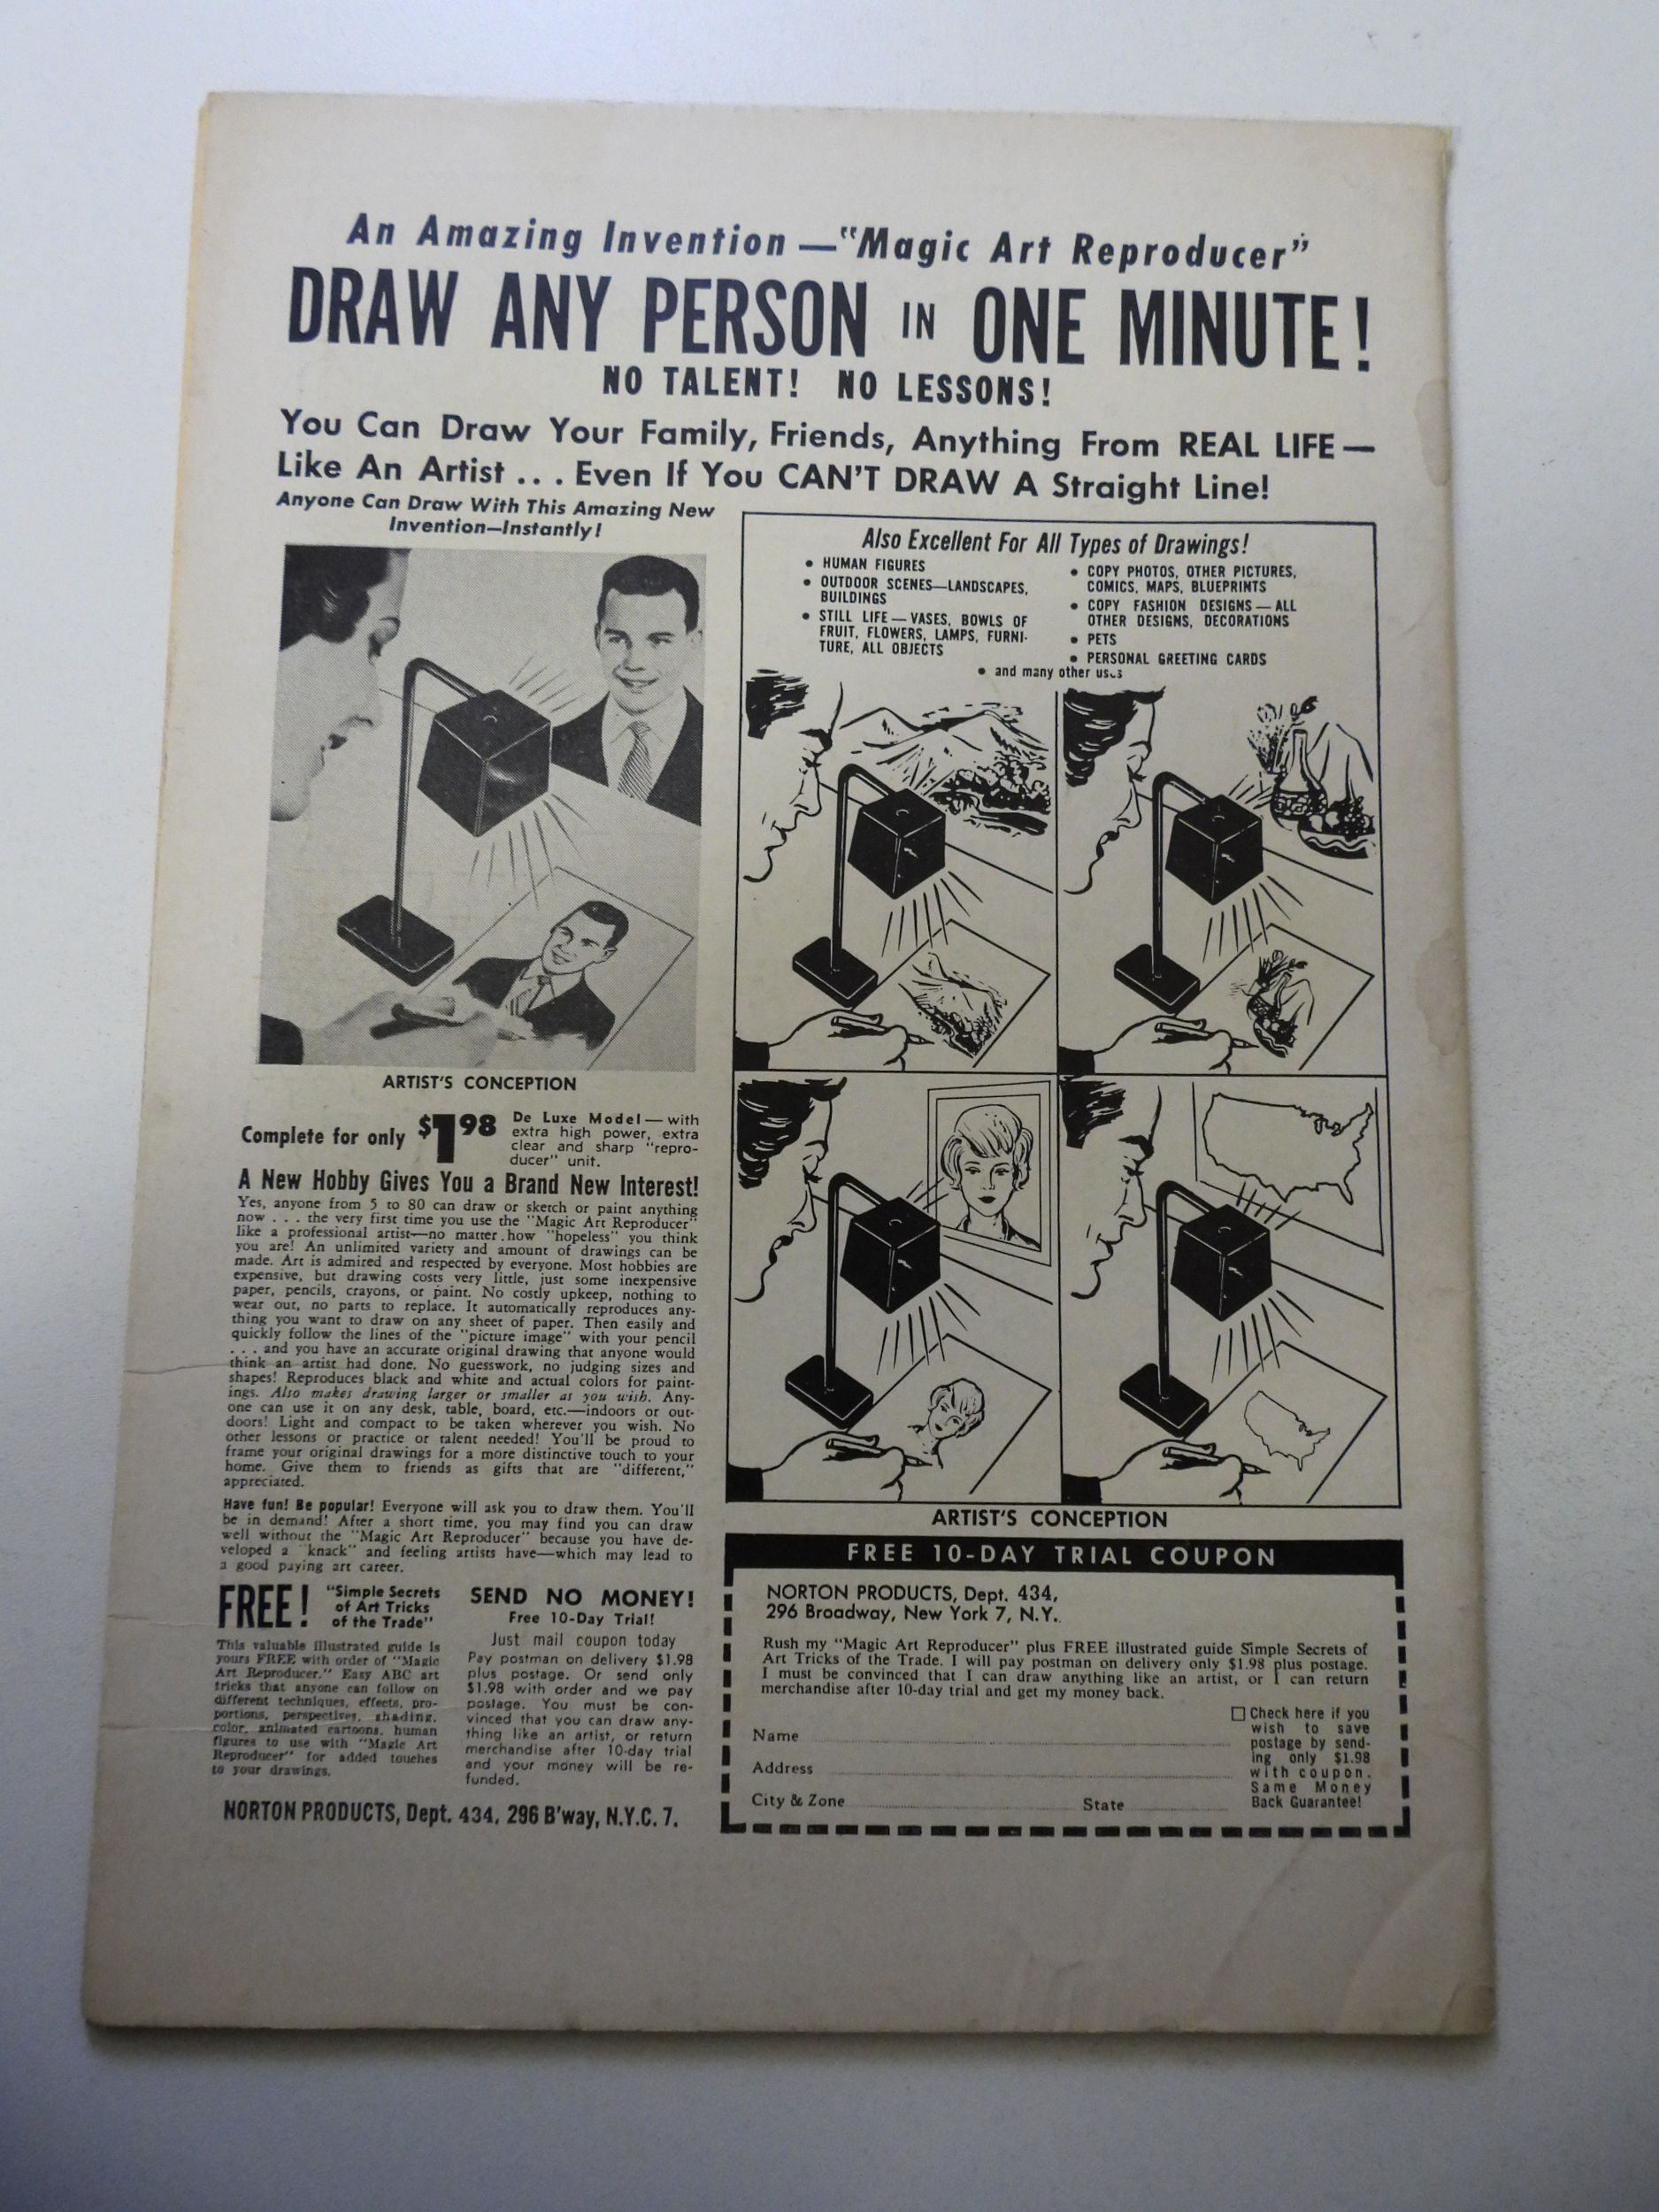 An Amazing Invention — "Magic Art Reproducer"
DRAW ANY PERSON IN ONE MINUTE!
NO TALENT! NO LESSONS!
You Can Draw Your Family, Friends, Anything From REAL LIFE—
Like An Artist . . . Even If You CAN'T DRAW A Straight Line!
Anyone Can Draw With This Amazing New
Invention—Instantly!
ARTIST'S CONCEPTION
Complete for only $1.98
De Luxe Model — with
extra high power, extra
clear and sharp "repro-
ducer" unit.
A New Hobby Gives You a Brand New Interest!
Yes, anyone from 5 to 80 can draw or sketch or paint anything
now . . . the very first time you use the "Magic Art Reproducer"
like a professional artist—no matter how "hopeless" you think
you are! An unlimited variety and amount of drawings can be
made. Art is admired and respected by everyone. Most hobbies are
expensive, but drawing costs very little, just some inexpensive
paper, pencils, crayons, or paint. No costly upkeep, nothing to
wear out, no parts to replace. It automatically reproduces any-
thing you want to draw on any sheet of paper. Then easily and
quickly follow the lines of the "picture image" with your pencil
. . . and you have an accurate original drawing that anyone would
think an artist had done. No guesswork, no judging sizes and
shapes! Reproduces black and white and actual colors for paint-
ings. Also makes drawing larger or smaller as you wish. Any-
one can use it on any desk, table, board, etc.—indoors or out-
doors! Light and compact to be taken wherever you wish. No
other lessons or practice or talent needed! You'll be proud to
frame your original drawings for a more distinctive touch to your
home. Give them to friends as gifts that are "different,"
appreciated.
Have fun! Be popular! Everyone will ask you to draw them. You'll
be in demand! After a short time, you may find you can draw
well without the "Magic Art Reproducer" because you have de-
veloped a "knack" and feeling artists have—which may lead to
a good paying art career.
FREE! "Simple Secrets
of Art Tricks
of the Trade"
This valuable illustrated guide is
yours FREE with order of "Magic
Art Reproducer." Easy ABC art
tricks that anyone can follow on
different techniques, effects, pro-
portions, perspectives, shading,
color, animated cartoons, human
figures to use with "Magic Art
Reproducer" for added touches
to your drawings.
SEND NO MONEY!
Free 10-Day Trial!
Just mail coupon today
Pay postman on delivery $1.98
plus postage. Or send only
$1.98 with order and we pay
postage. You must be con-
vinced that you can draw any-
thing like an artist, or return
merchandise after 10-day trial
and your money will be re-
funded.
NORTON PRODUCTS, Dept. 434, 296 B'way, N.Y.C. 7.
Also Excellent For All Types of Drawings!
• HUMAN FIGURES
• OUTDOOR SCENES—LANDSCAPES,
BUILDINGS
• STILL LIFE — VASES, BOWLS OF
FRUIT, FLOWERS, LAMPS, FURNI-
TURE, ALL OBJECTS
• COPY PHOTOS, OTHER PICTURES,
COMICS, MAPS, BLUEPRINTS
• COPY FASHION DESIGNS — ALL
OTHER DESIGNS, DECORATIONS
• PETS
• PERSONAL GREETING CARDS
• and many other uses
ARTIST'S CONCEPTION
FREE 10-DAY TRIAL COUPON
NORTON PRODUCTS, Dept. 434,
296 Broadway, New York 7, N.Y.
Rush my "Magic Art Reproducer" plus FREE illustrated guide Simple Secrets of
Art Tricks of the Trade. I will pay postman on delivery only $1.98 plus postage.
I must be convinced that I can draw anything like an artist, or I can return
merchandise after 10-day trial and get my money back.
Name
Address
City & Zone State
Check here if you
wish to save
postage by send-
ing only $1.98
with coupon.
Same Money
Back Guarantee!